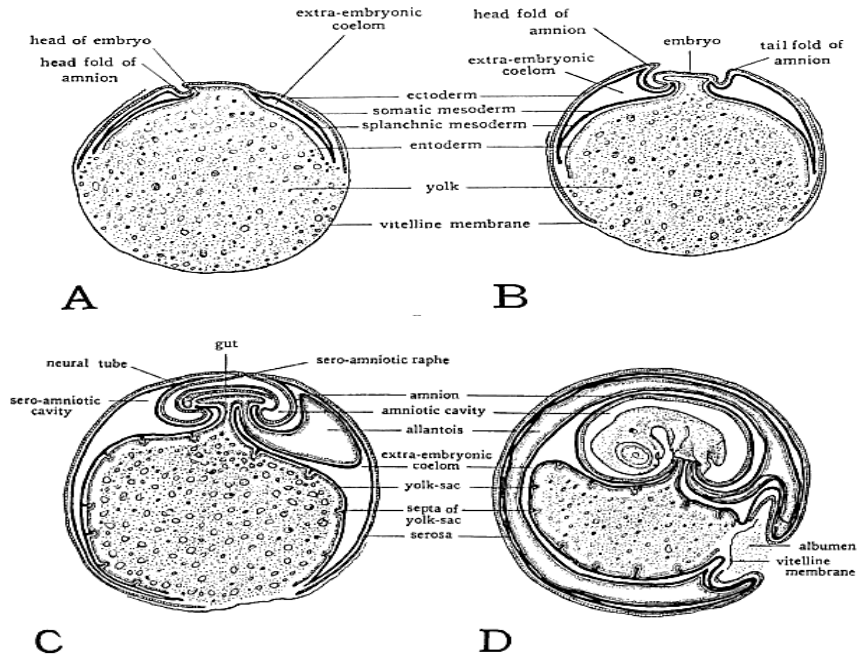 extra-embryonic
coelom
head of embryo
head fold of
amnion
head fold of
amnion
embryo
extra-embryonic
coelom
tail fold of
amnion
ectoderm
somatic mesoderm
splanchnic mesoderm
entoderm
yolk
vitelline membrane
A
B
gut
neural tube
sero-amniotic raphe
sero-amniotic
cavity
amnion
amniotic cavity
allantois
extra-embryonic
coelom
yolk-sac
septa of
yolk-sac
serosa
albumen
vitelline
membrane
C
D